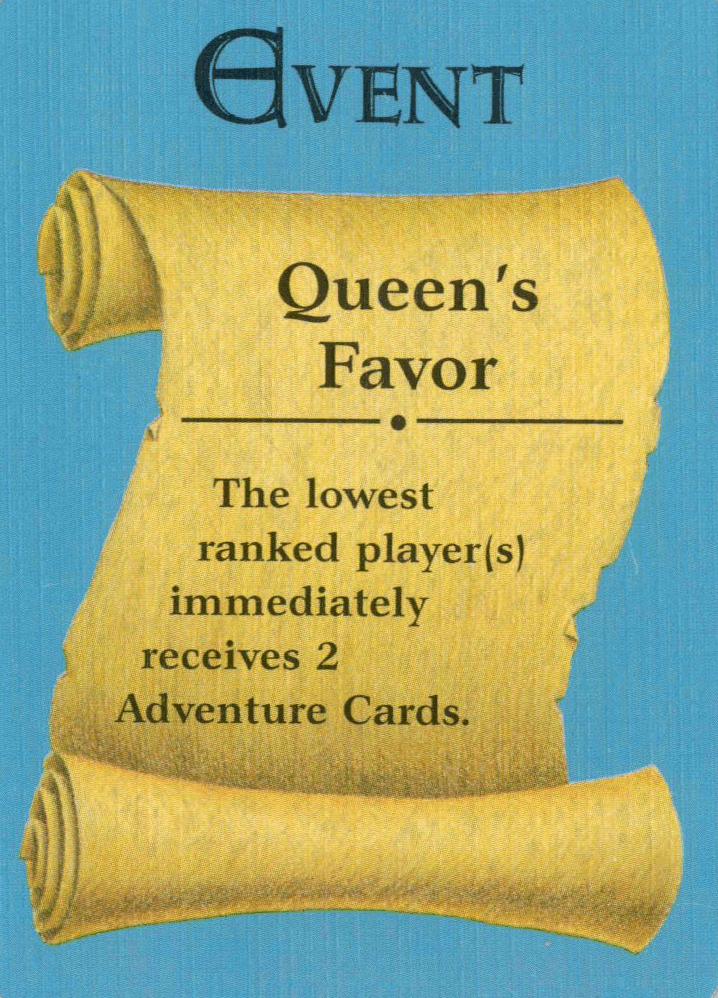 EVENT
Queen's
Favor
The lowest
ranked player(s)
immediately
receives 2
Adventure Cards.